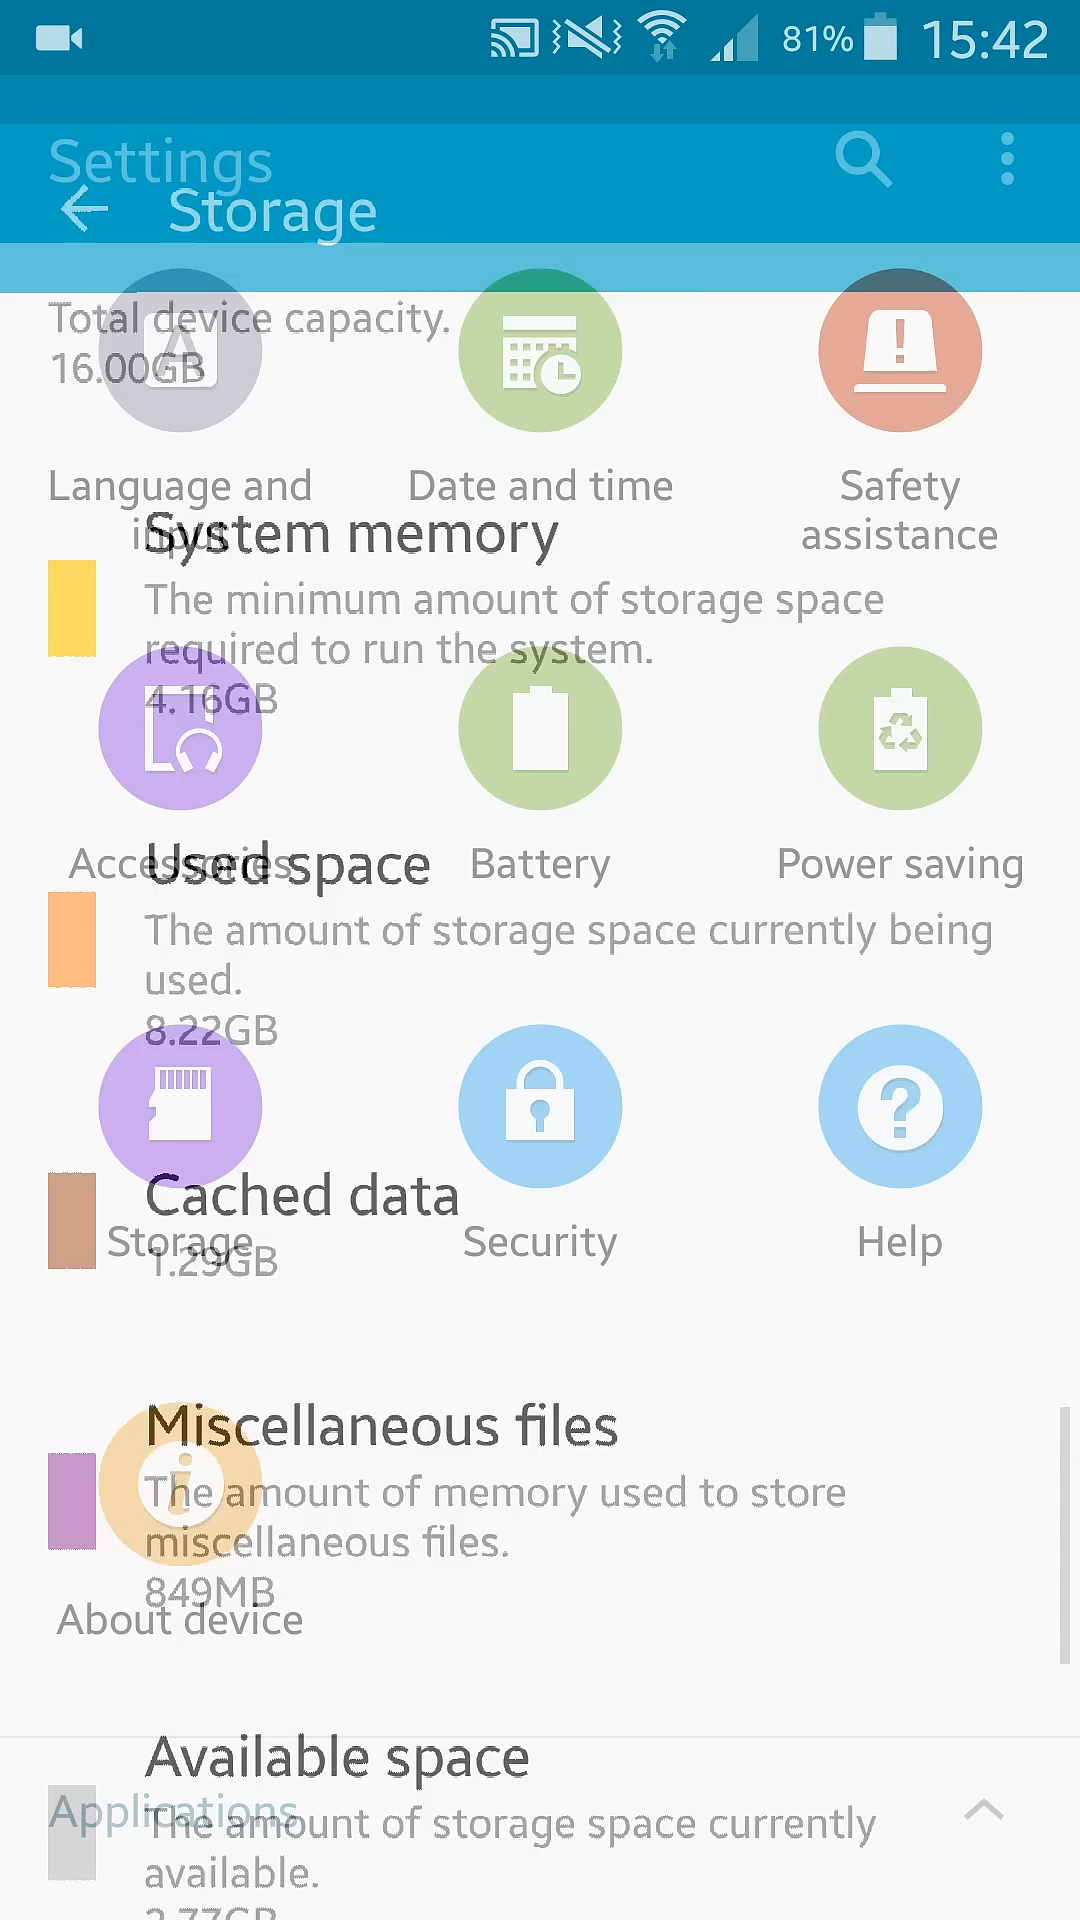 81% 15:42
Settings
Storage
Total device capacity.
16.00GB
Language and
input
Date and time
Safety
assistance
System memory
The minimum amount of storage space
required to run the system.
4.16GB
Accessories
Battery
Power saving
Used space
The amount of storage space currently being
used.
8.22GB
Cached data
1.29GB
Storage
Security
Help
Miscellaneous files
The amount of memory used to store
miscellaneous files.
849MB
About device
Available space
Applications
The amount of storage space currently
available.